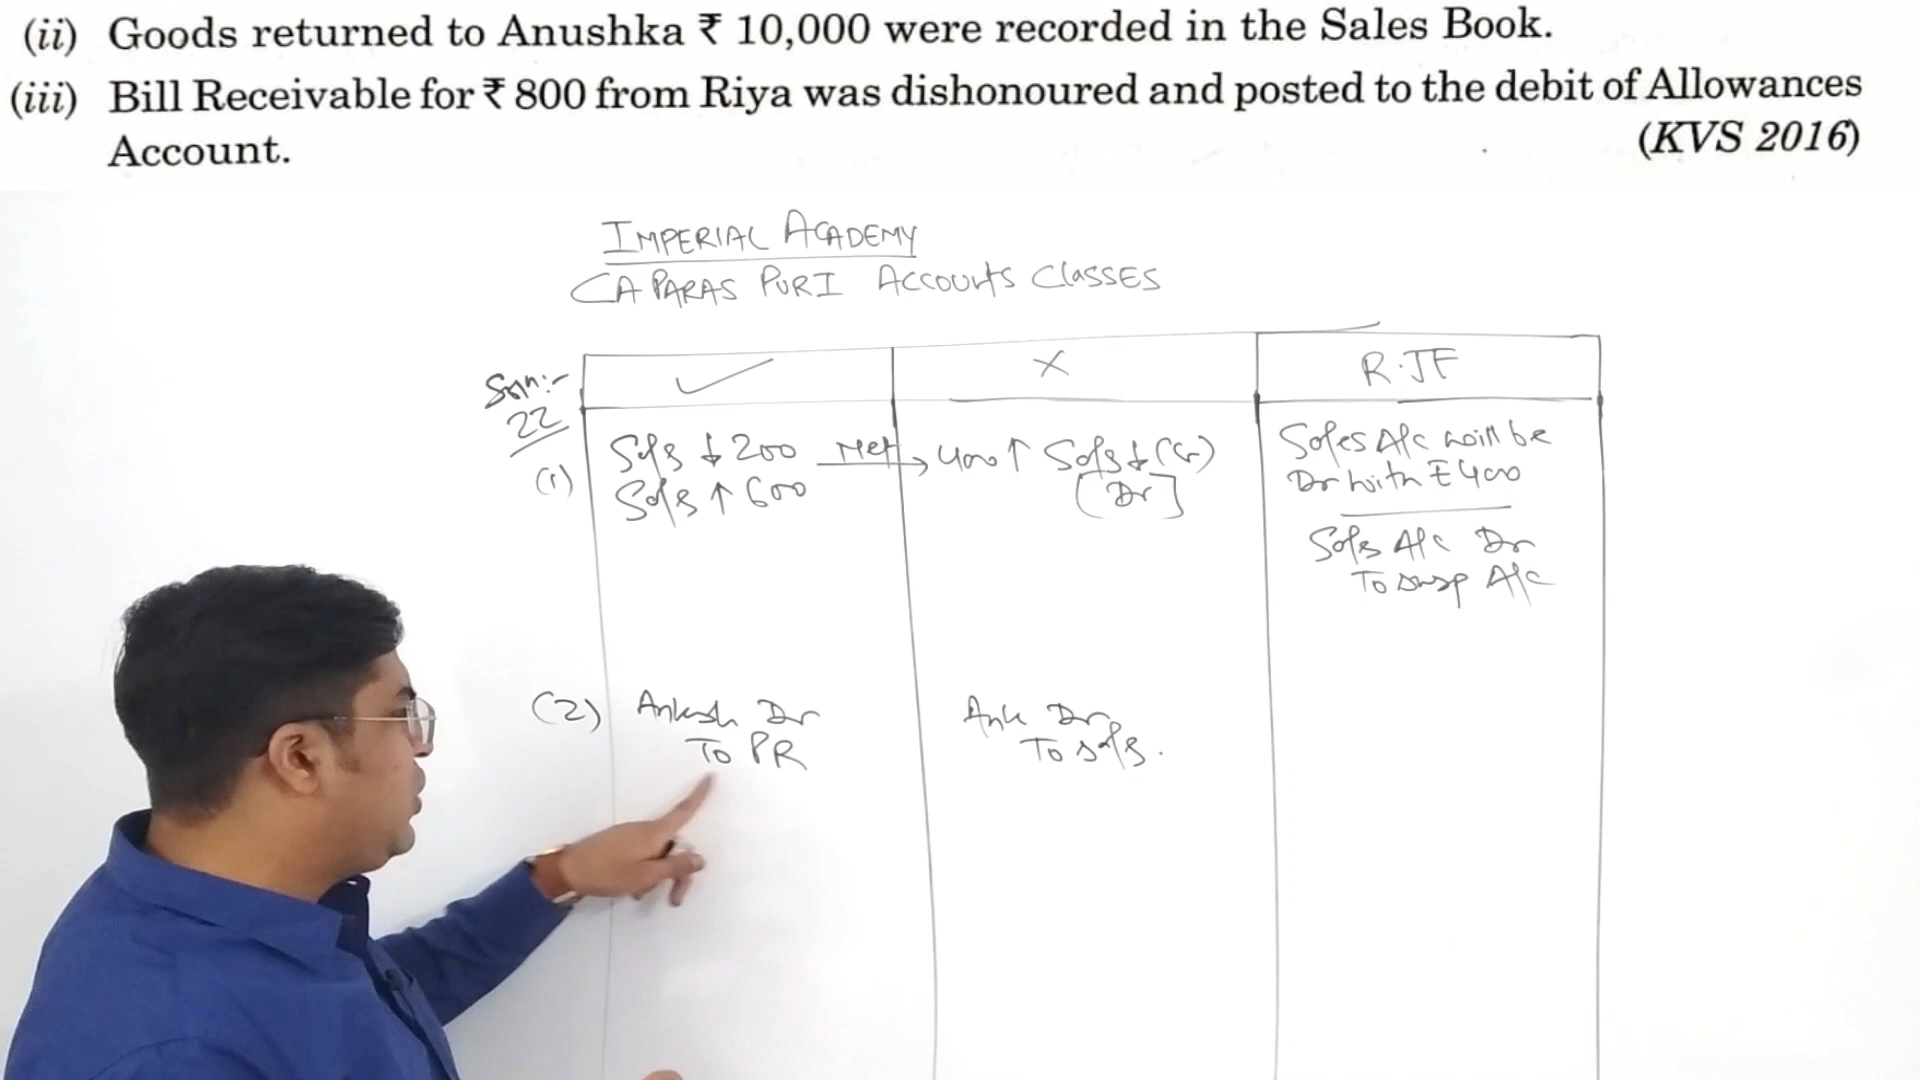 (ii) Goods returned to Anushka ₹ 10,000 were recorded in the Sales Book.
(iii) Bill Receivable for ₹ 800 from Riya was dishonoured and posted to the debit of Allowances
Account.
(KVS 2016)
IMPERIAL ACADEMY
CA PARAS PURI ACCOUNTS CLASSES
Soln:-
22
✓
X
R.JE
(1)
Sales ↓ 200
Sales ↑ 600
Net
400 ↑ Sales ↓ (Cr)
[Dr]
Sales A/c will be
Dr with ₹ 400
Sales A/c Dr
To Susp A/c
(2)
Ankush Dr
To PR
Ank Dr
To Sales.